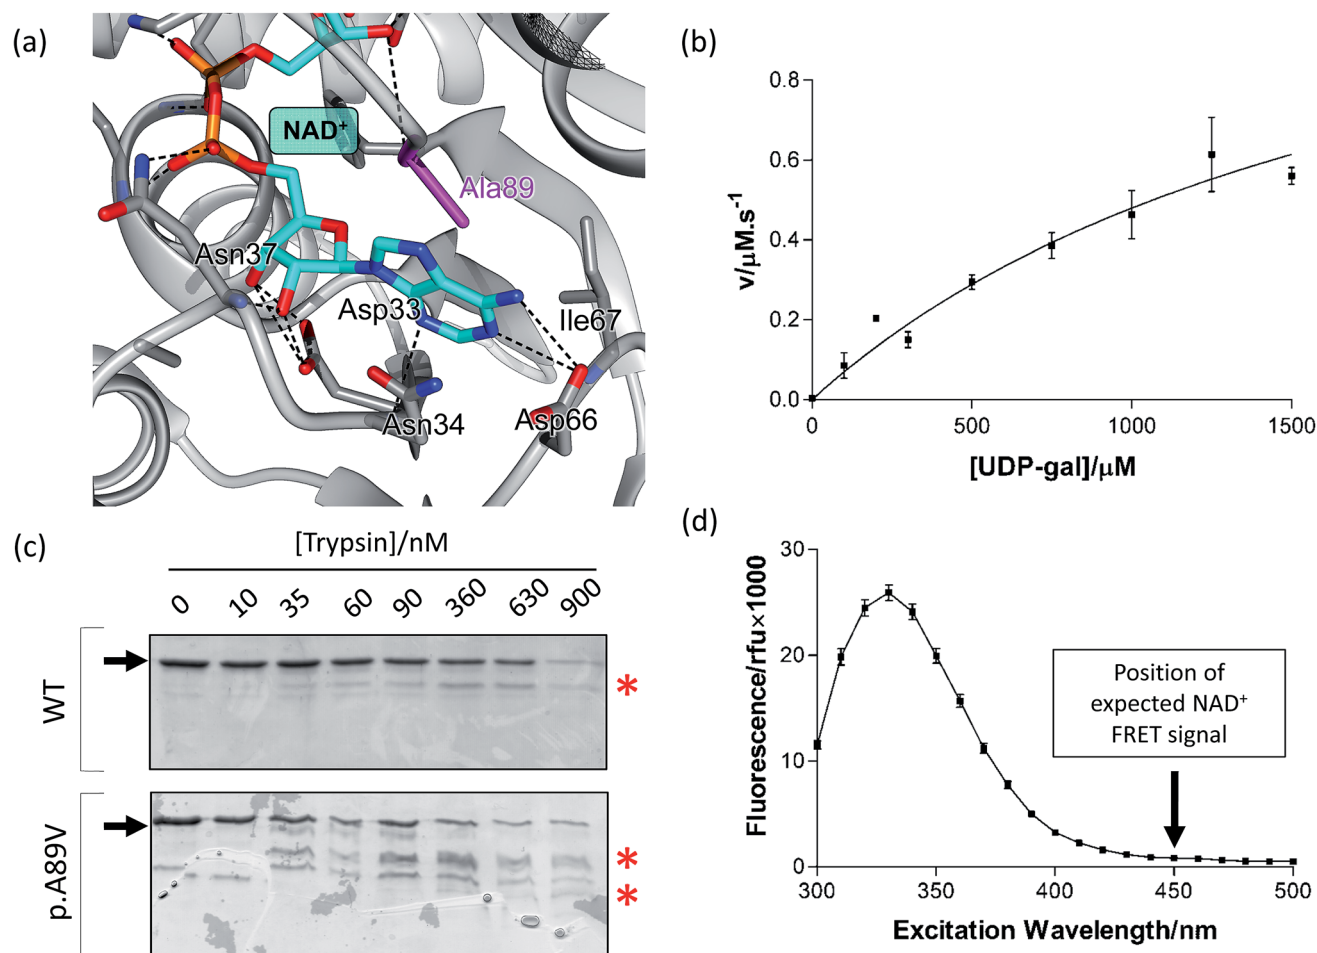 (a)
NAD+
Ala89
Asn37
Asp33
Ile67
Asn34
Asp66
(b)
v/μM.s-1
0.8
0.6
0.4
0.2
0.0
0 500 1000 1500
[UDP-gal]/μM
(c)
[Trypsin]/nM
0 10 35 60 90 360 630 900
WT
*
p.A89V
*
*
(d)
Fluorescence/rfu×1000
30
20
10
0
Position of
expected NAD+
FRET signal
300 350 400 450 500
Excitation Wavelength/nm